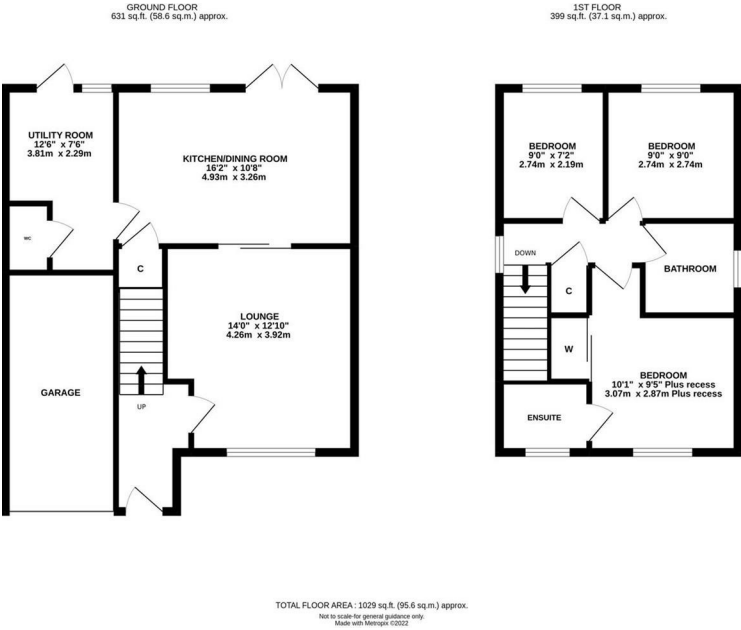 GROUND FLOOR
631 sq.ft. (58.6 sq.m.) approx.
UTILITY ROOM
12'6" x 7'6"
3.81m x 2.29m
KITCHEN/DINING ROOM
16'2" x 10'8"
4.93m x 3.26m
WC
C
LOUNGE
14'0" x 12'10"
4.26m x 3.92m
GARAGE
UP
1ST FLOOR
399 sq.ft. (37.1 sq.m.) approx.
BEDROOM
9'0" x 7'2"
2.74m x 2.19m
BEDROOM
9'0" x 9'0"
2.74m x 2.74m
DOWN
BATHROOM
C
W
BEDROOM
10'1" x 9'5" Plus recess
3.07m x 2.87m Plus recess
ENSUITE
TOTAL FLOOR AREA : 1029 sq.ft. (95.6 sq.m.) approx.
Not to scale-for general guidance only.
Made with Metropix ©2022